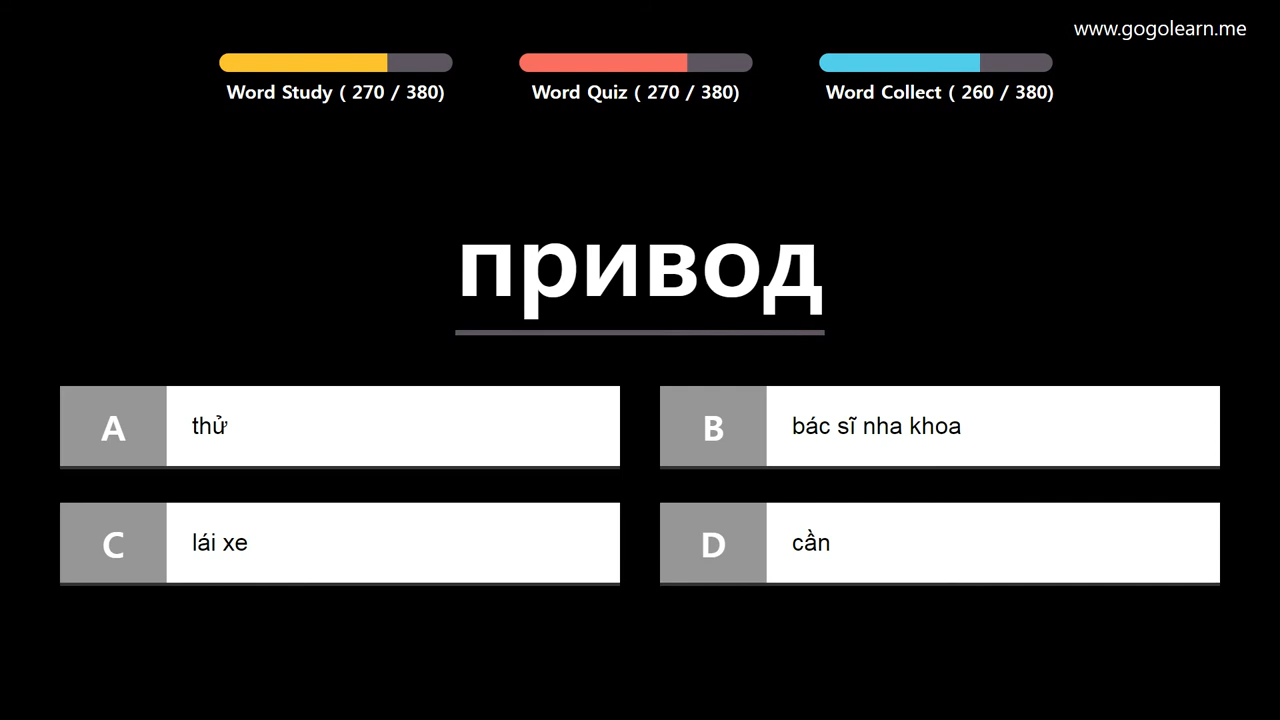 www.gogolearn.me
Word Study ( 270 / 380)
Word Quiz ( 270 / 380)
Word Collect ( 260 / 380)
привод
A thử
B bác sĩ nha khoa
C lái xe
D cần